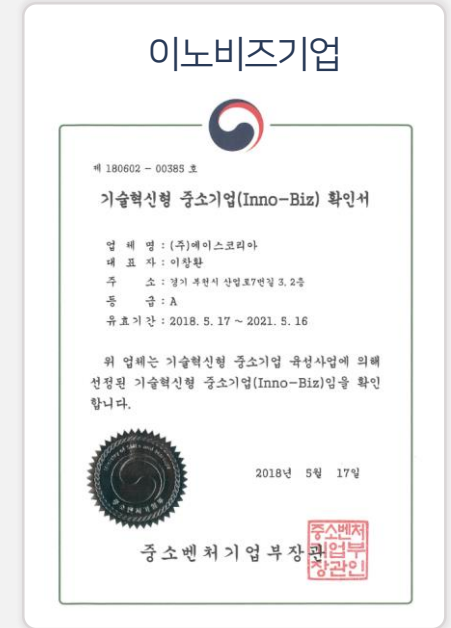 이노비즈기업
제 180602 - 00385 호
기술혁신형 중소기업(Inno-Biz) 확인서
업 체 명 : (주)에이스코리아
대 표 자 : 이창환
주 소 : 경기 부천시 산업로7번길 3, 2층
등 급 : A
유효기간 : 2018. 5. 17 ~ 2021. 5. 16
위 업체는 기술혁신형 중소기업 육성사업에 의해
선정된 기술혁신형 중소기업(Inno-Biz)임을 확인
합니다.
2018년 5월 17일
중소벤처기업부장관
중소벤처
기업부
장관인